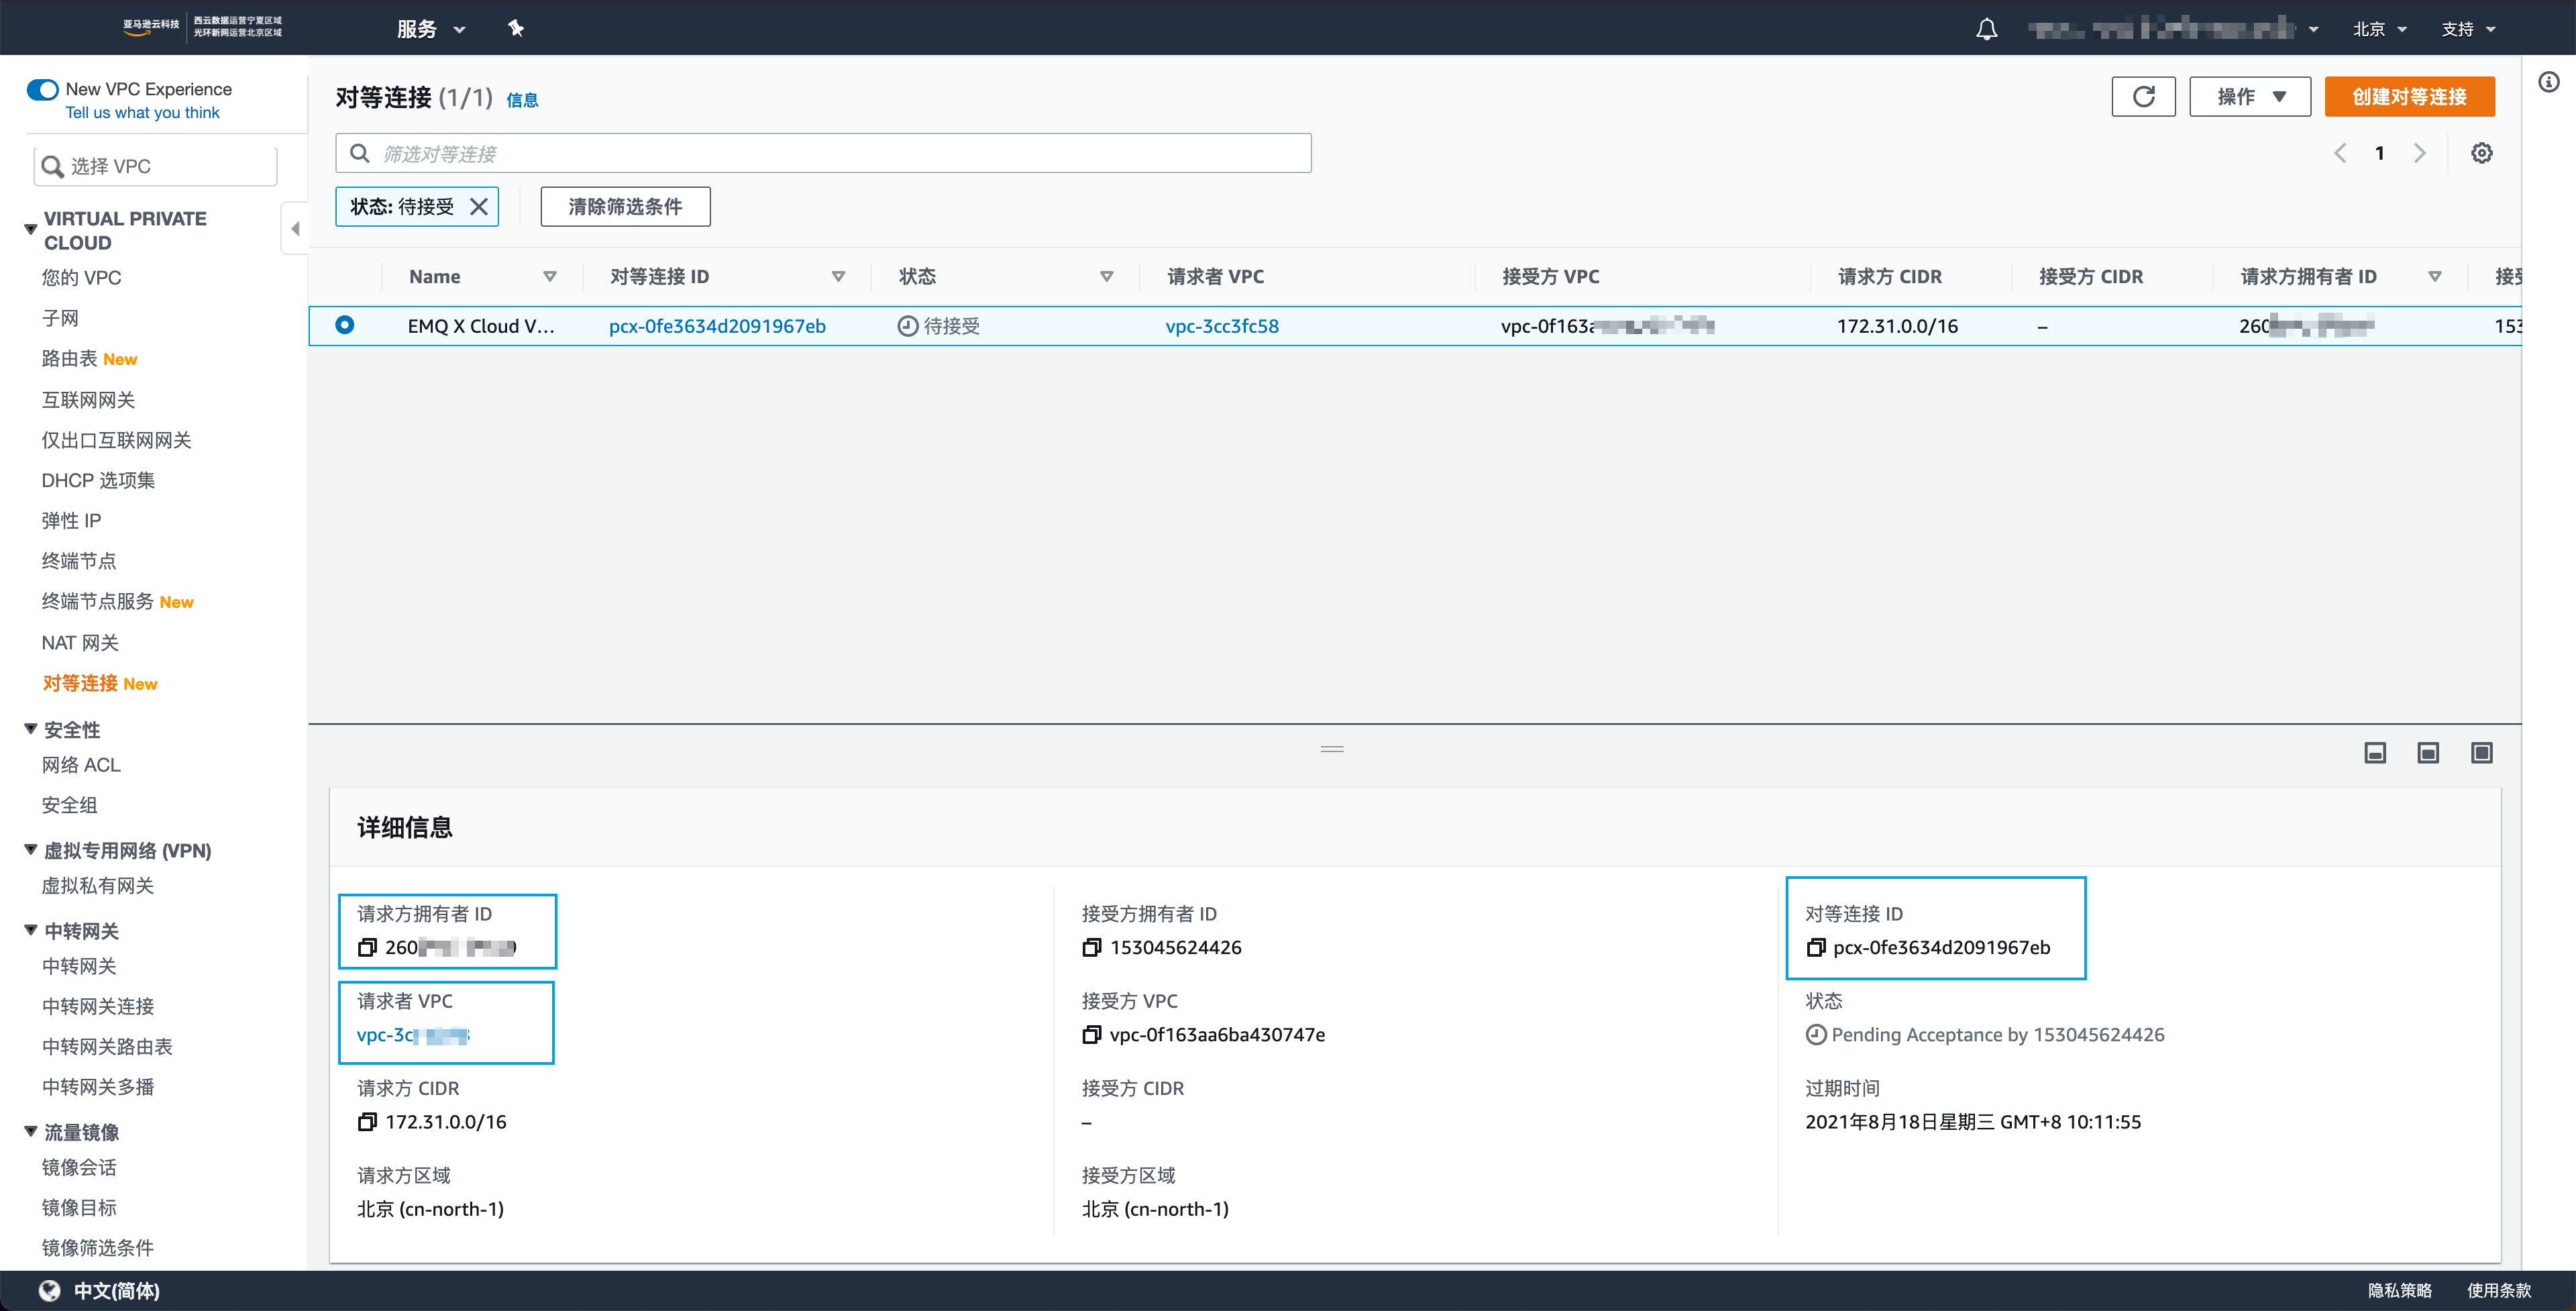 亚马逊云科技
西云数据运营宁夏区域
光环新网运营北京区域
服务
北京
支持
New VPC Experience
Tell us what you think
选择 VPC
VIRTUAL PRIVATE
CLOUD
您的 VPC
子网
路由表 New
互联网网关
仅出口互联网网关
DHCP 选项集
弹性 IP
终端节点
终端节点服务 New
NAT 网关
对等连接 New
安全性
网络 ACL
安全组
虚拟专用网络 (VPN)
虚拟私有网关
中转网关
中转网关
中转网关连接
中转网关路由表
中转网关多播
流量镜像
镜像会话
镜像目标
镜像筛选条件
对等连接 (1/1) 信息
操作
创建对等连接
筛选对等连接
1
状态: 待接受
清除筛选条件
Name 对等连接 ID 状态 请求者 VPC 接受方 VPC 请求方 CIDR 接受方 CIDR 请求方拥有者 ID 接受
EMQ X Cloud V... pcx-0fe3634d2091967eb 待接受 vpc-3cc3fc58 vpc-0f163 172.31.0.0/16 – 260 153
详细信息
请求方拥有者 ID
260
请求者 VPC
vpc-3c
请求方 CIDR
172.31.0.0/16
请求方区域
北京 (cn-north-1)
接受方拥有者 ID
153045624426
接受方 VPC
vpc-0f163aa6ba430747e
接受方 CIDR
–
接受方区域
北京 (cn-north-1)
对等连接 ID
pcx-0fe3634d2091967eb
状态
Pending Acceptance by 153045624426
过期时间
2021年8月18日星期三 GMT+8 10:11:55
中文(简体)
隐私策略
使用条款